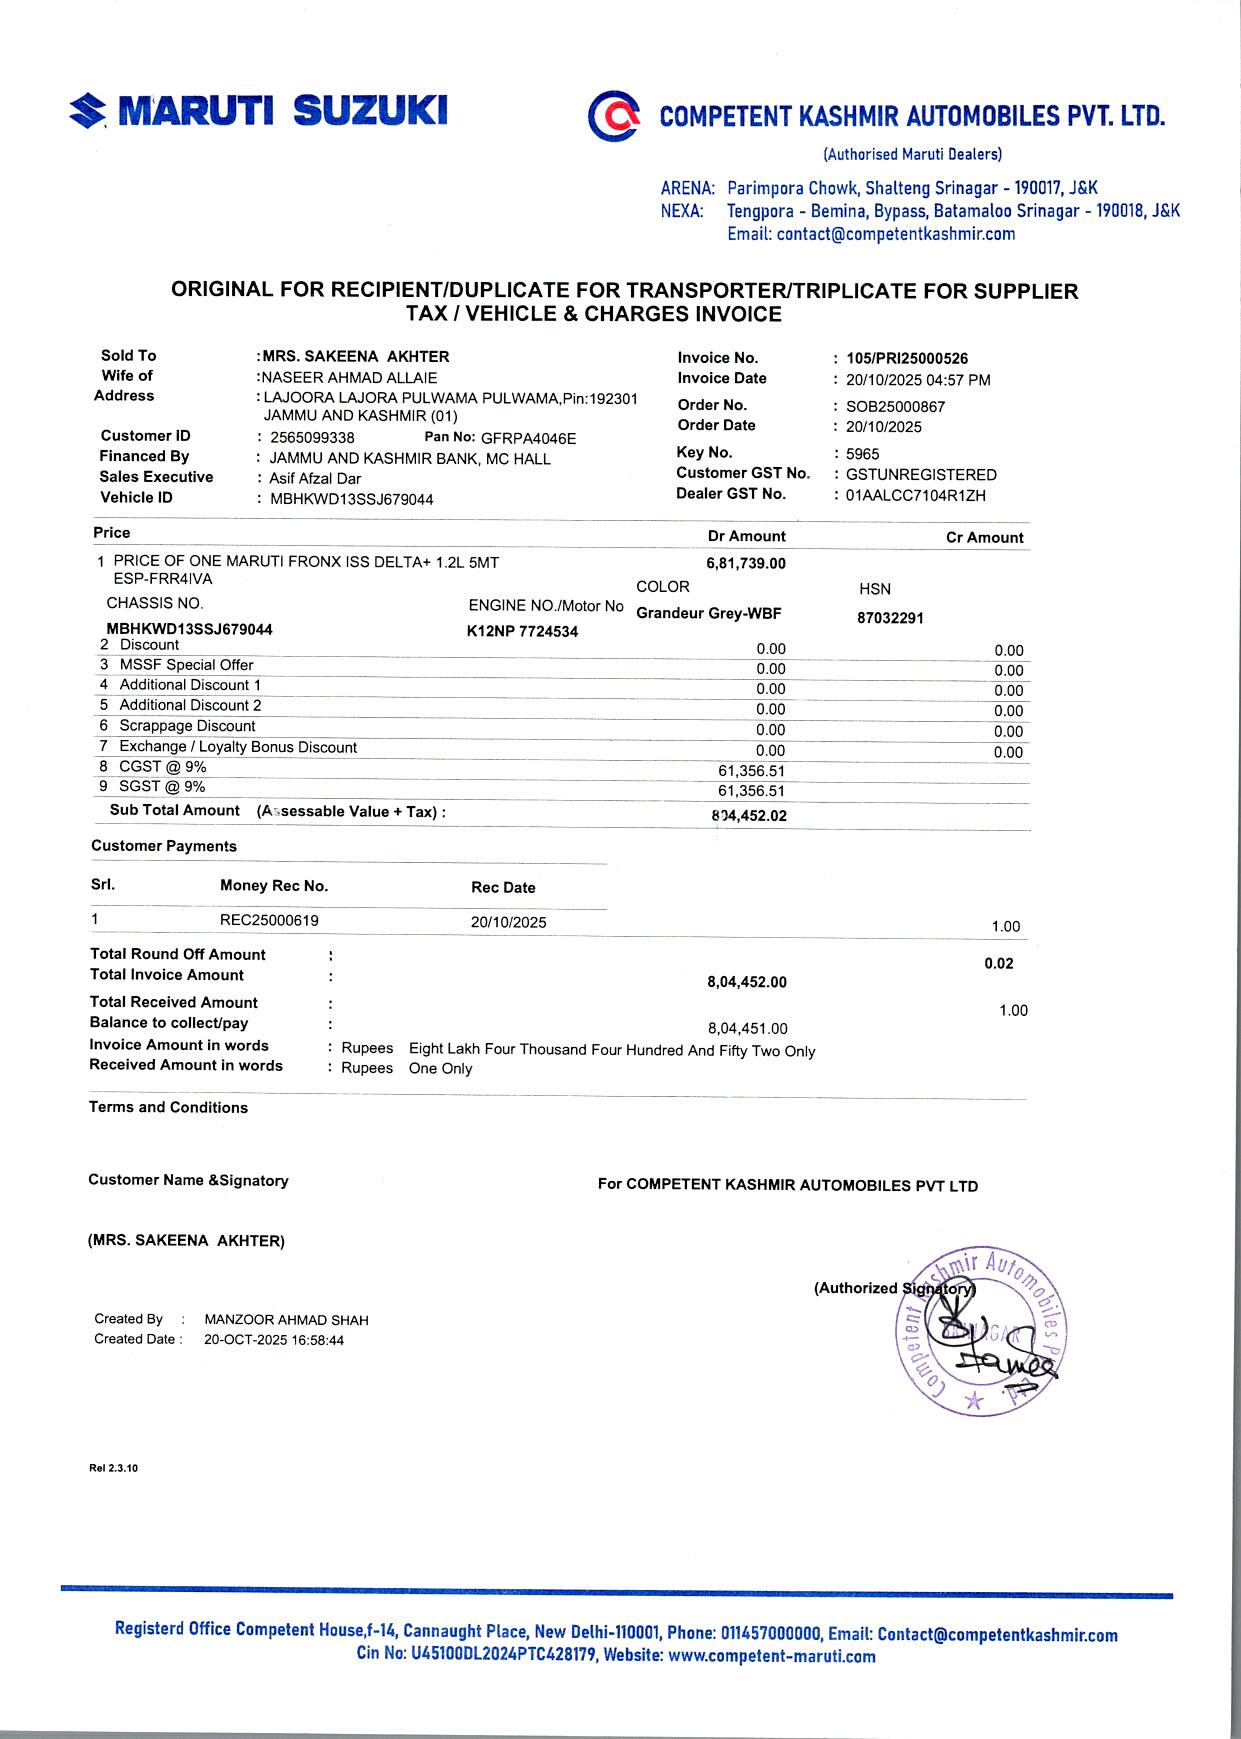 MARUTI SUZUKI
COMPETENT KASHMIR AUTOMOBILES PVT. LTD.
(Authorised Maruti Dealers)
ARENA: Parimpora Chowk, Shalteng Srinagar - 190017, J&K
NEXA: Tengpora - Bemina, Bypass, Batamaloo Srinagar - 190018, J&K
Email: contact@competentkashmir.com
ORIGINAL FOR RECIPIENT/DUPLICATE FOR TRANSPORTER/TRIPLICATE FOR SUPPLIER
TAX / VEHICLE & CHARGES INVOICE
Sold To :MRS. SAKEENA AKHTER
Wife of :NASEER AHMAD ALLAIE
Address : LAJOORA LAJORA PULWAMA PULWAMA,Pin:192301
JAMMU AND KASHMIR (01)
Customer ID : 2565099338 Pan No: GFRPA4046E
Financed By : JAMMU AND KASHMIR BANK, MC HALL
Sales Executive : Asif Afzal Dar
Vehicle ID : MBHKWD13SSJ679044
Invoice No. : 105/PRI25000526
Invoice Date : 20/10/2025 04:57 PM
Order No. : SOB25000867
Order Date : 20/10/2025
Key No. : 5965
Customer GST No. : GSTUNREGISTERED
Dealer GST No. : 01AALCC7104R1ZH
Price Dr Amount Cr Amount
1 PRICE OF ONE MARUTI FRONX ISS DELTA+ 1.2L 5MT 6,81,739.00
ESP-FRR4IVA
COLOR HSN
CHASSIS NO. ENGINE NO./Motor No
Grandeur Grey-WBF 87032291
MBHKWD13SSJ679044 K12NP 7724534
2 Discount 0.00 0.00
3 MSSF Special Offer 0.00 0.00
4 Additional Discount 1 0.00 0.00
5 Additional Discount 2 0.00 0.00
6 Scrappage Discount 0.00 0.00
7 Exchange / Loyalty Bonus Discount 0.00 0.00
8 CGST @ 9% 61,356.51
9 SGST @ 9% 61,356.51
Sub Total Amount (Assessable Value + Tax) : 804,452.02
Customer Payments
Srl. Money Rec No. Rec Date
1 REC25000619 20/10/2025 1.00
Total Round Off Amount : 0.02
Total Invoice Amount : 8,04,452.00
Total Received Amount : 1.00
Balance to collect/pay : 8,04,451.00
Invoice Amount in words : Rupees Eight Lakh Four Thousand Four Hundred And Fifty Two Only
Received Amount in words : Rupees One Only
Terms and Conditions
Customer Name &Signatory
For COMPETENT KASHMIR AUTOMOBILES PVT LTD
(MRS. SAKEENA AKHTER)
(Authorized Signatory)
Competent Kashmir Automobiles Pvt. Ltd.
SRINAGAR
Created By : MANZOOR AHMAD SHAH
Created Date : 20-OCT-2025 16:58:44
Rel 2.3.10
Registerd Office Competent House,f-14, Cannaught Place, New Delhi-110001, Phone: 011457000000, Email: Contact@competentkashmir.com
Cin No: U45100DL2024PTC428179, Website: www.competent-maruti.com